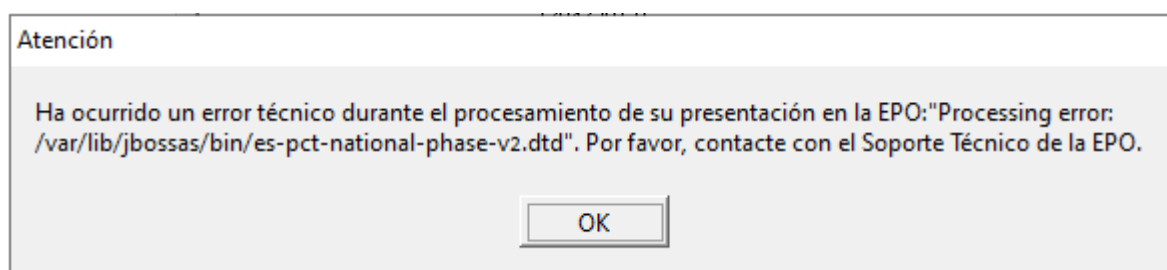 Atención
Ha ocurrido un error técnico durante el procesamiento de su presentación en la EPO:"Processing error:
/var/lib/jbossas/bin/es-pct-national-phase-v2.dtd". Por favor, contacte con el Soporte Técnico de la EPO.
OK